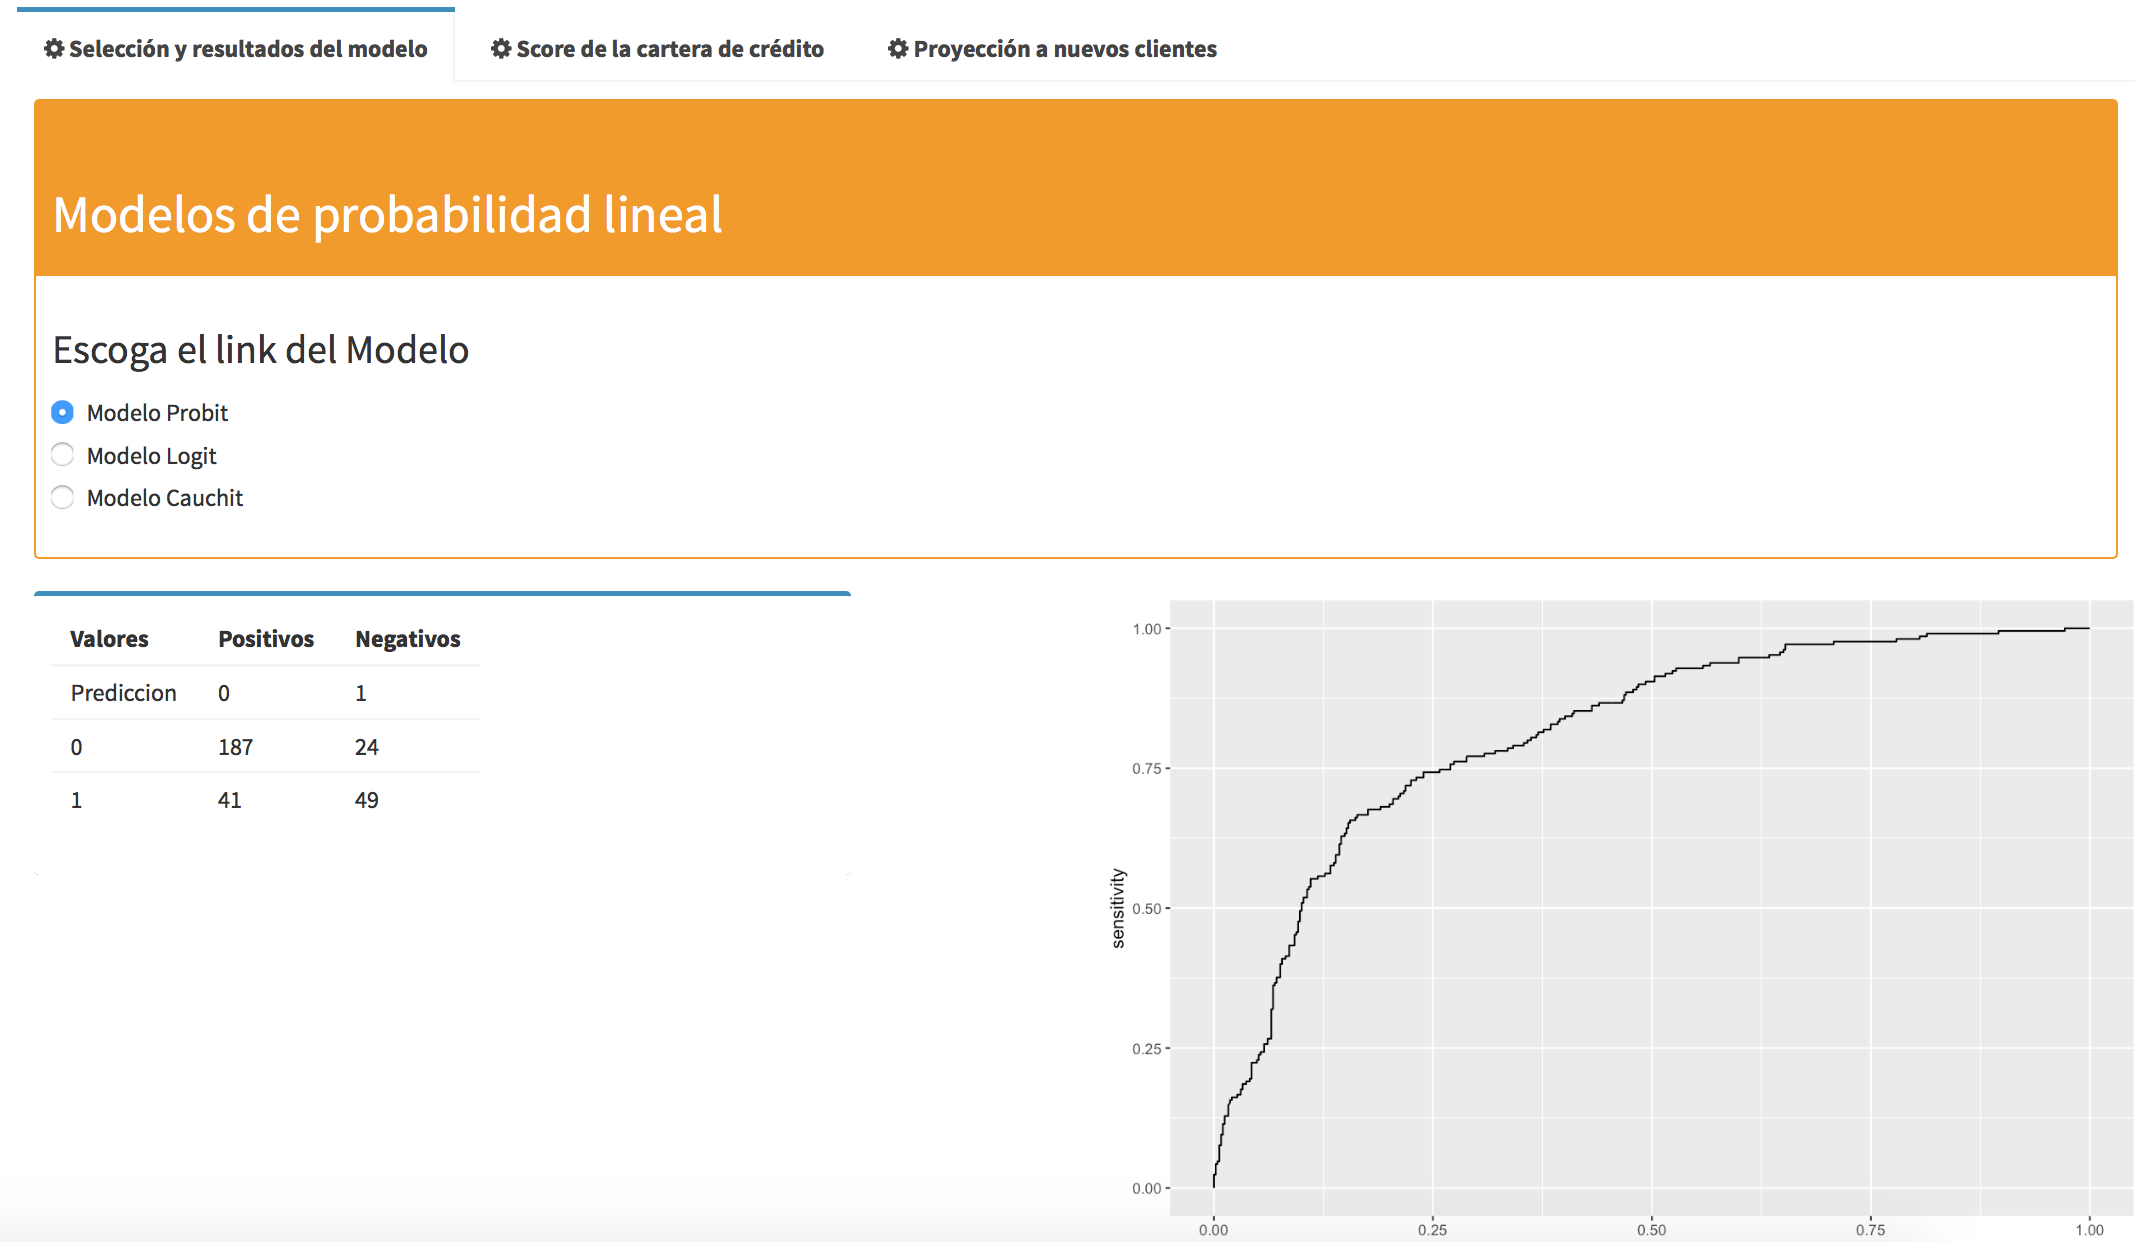 Selección y resultados del modelo Score de la cartera de crédito Proyección a nuevos clientes
Modelos de probabilidad lineal
Escoga el link del Modelo
Modelo Probit
Modelo Logit
Modelo Cauchit
Valores Positivos Negativos
Prediccion 0 1
0 187 24
1 41 49
1.00
0.75
sensitivity
0.50
0.25
0.00
0.00 0.25 0.50 0.75 1.00